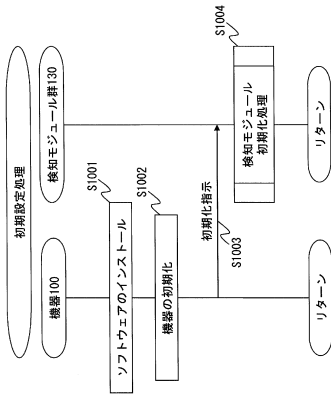 初期設定処理
機器100
検知モジュール群130
ソフトウェアのインストール
S1001
機器の初期化
S1002
初期化指示
S1003
検知モジュール
初期化処理
S1004
リターン
リターン